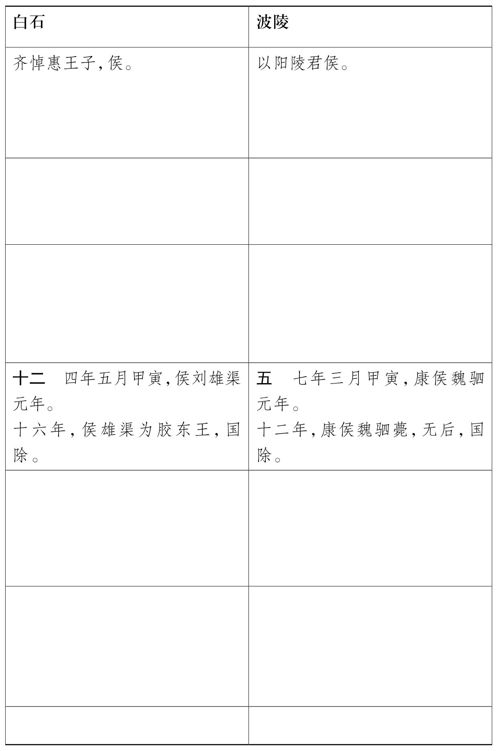 白石
波陵
齐悼惠王子，侯。
以阳陵君侯。
十二　四年五月甲寅，侯刘雄渠
元年。
十六年，侯雄渠为胶东王，国
除。
五　七年三月甲寅，康侯魏驷
元年。
十二年，康侯魏驷薨，无后，国
除。